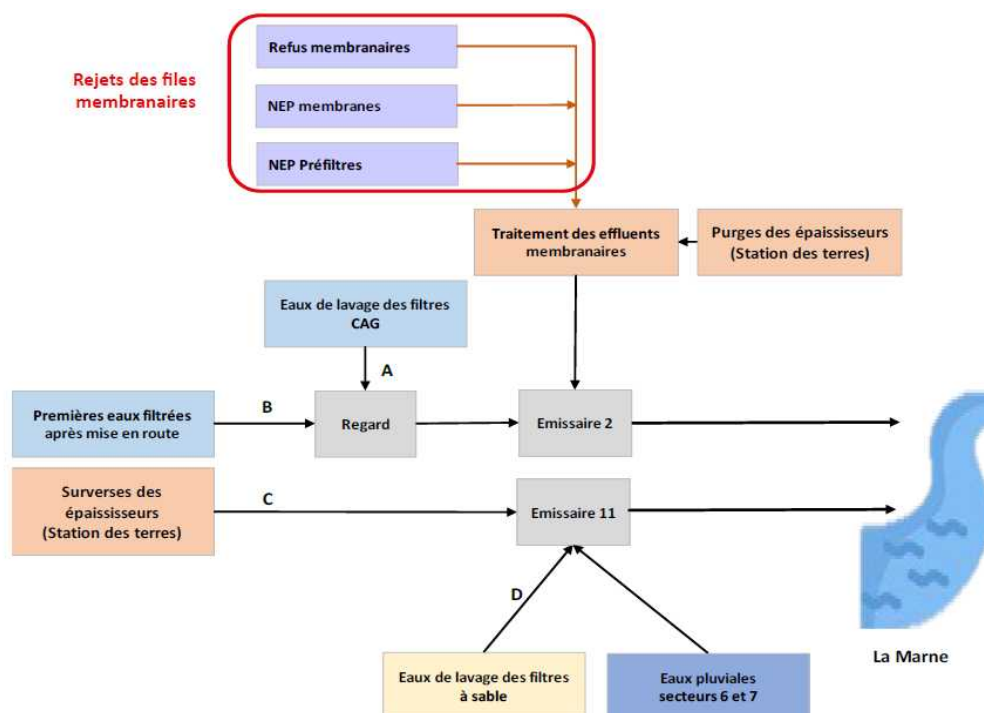 Refus membranaires
Rejets des files
membranaires
NEP membranes
NEP Préfiltres
Traitement des effluents
membranaires
Purges des épaississeurs
(Station des terres)
Eaux de lavage des filtres
CAG
A
Premières eaux filtrées
après mise en route
B
Regard
Emissaire 2
Surverses des
épaississeurs
(Station des terres)
C
Emissaire 11
D
La Marne
Eaux de lavage des filtres
à sable
Eaux pluviales
secteurs 6 et 7